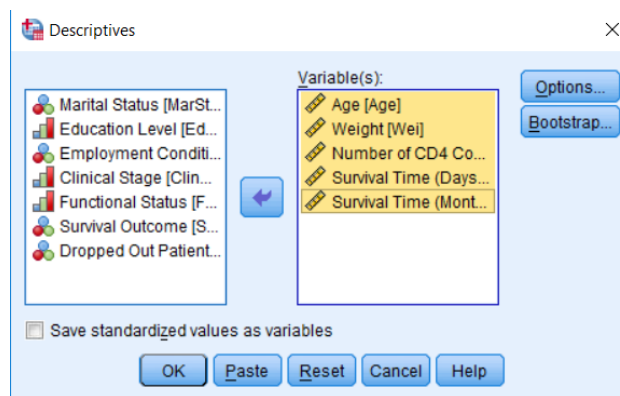 Descriptives
Variable(s):
Marital Status [MarSt...
Education Level [Ed...
Employment Conditi...
Clinical Stage [Clin...
Functional Status [F...
Survival Outcome [S...
Dropped Out Patient...
Age [Age]
Weight [Wei]
Number of CD4 Co...
Survival Time (Days...
Survival Time (Mont...
Options...
Bootstrap...
Save standardized values as variables
OK Paste Reset Cancel Help